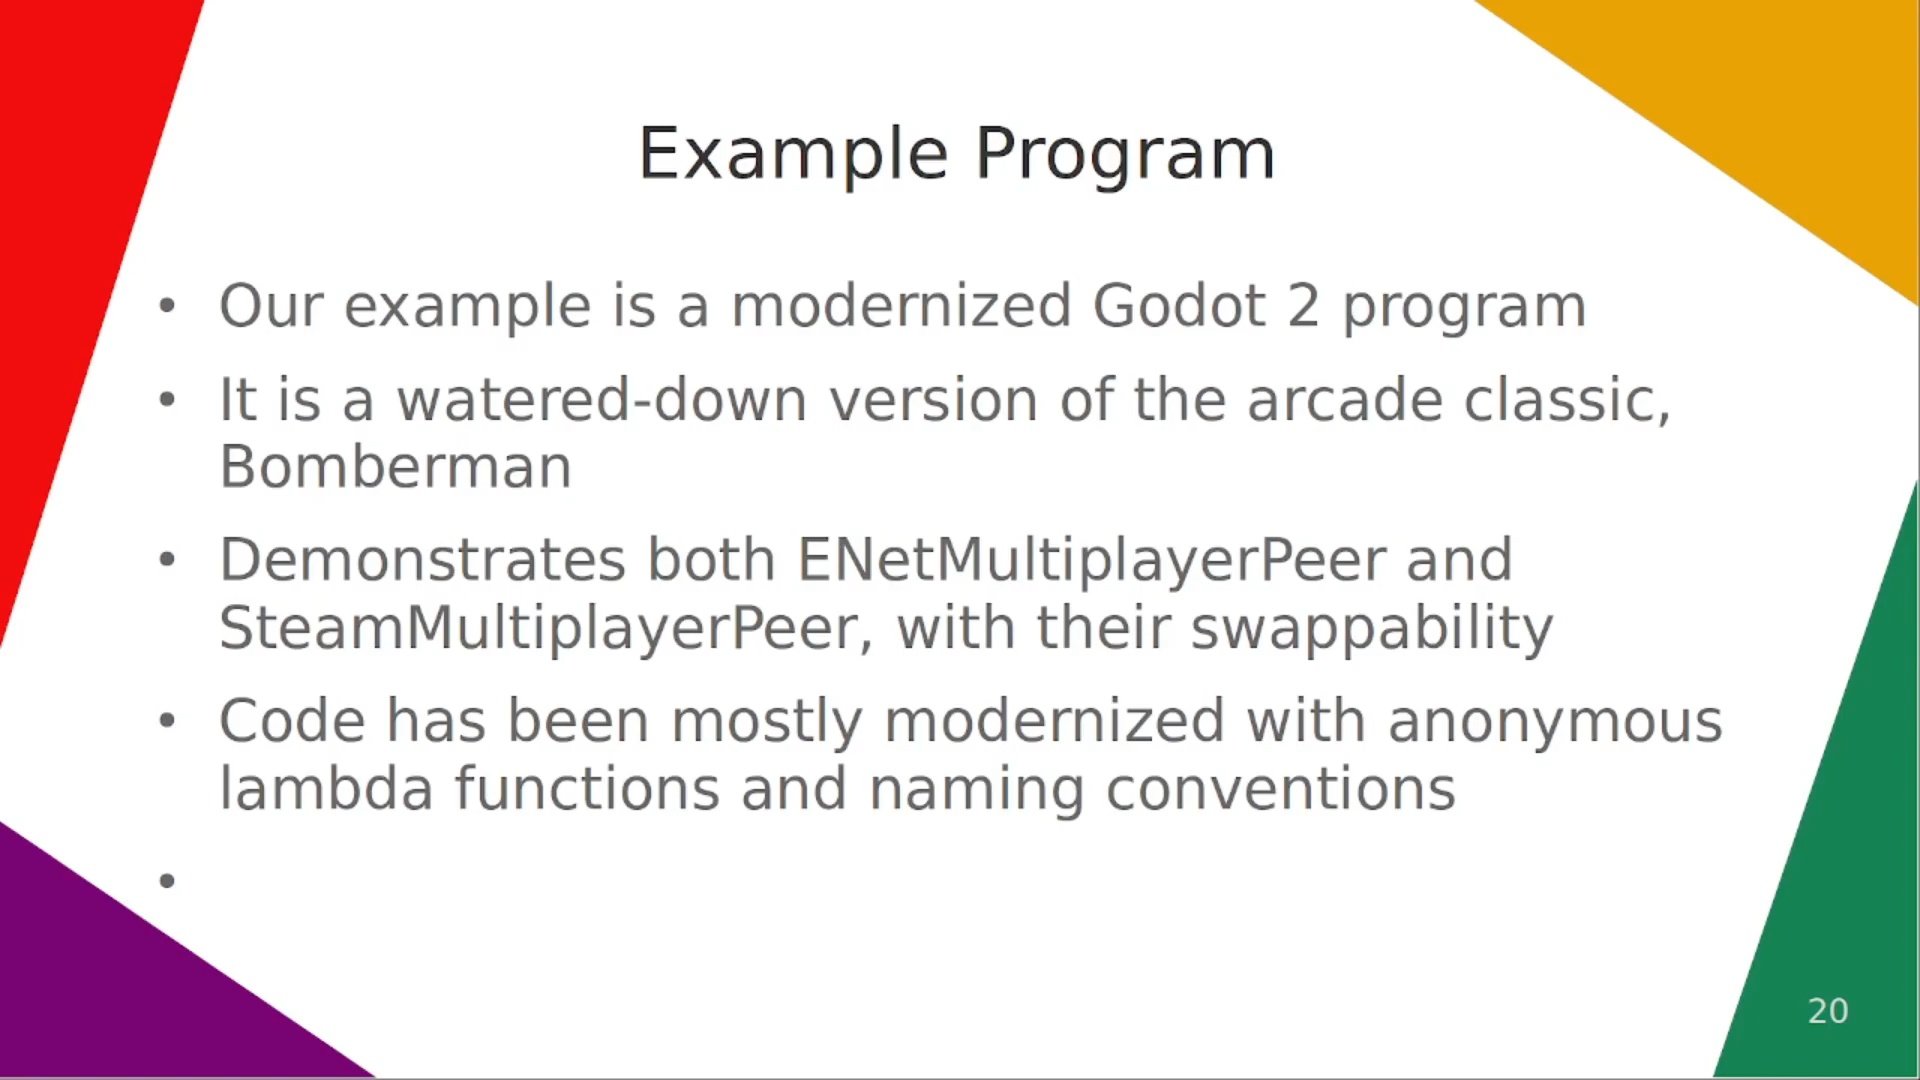 Example Program
• Our example is a modernized Godot 2 program
• It is a watered-down version of the arcade classic,
Bomberman
• Demonstrates both ENetMultiplayerPeer and
SteamMultiplayerPeer, with their swappability
• Code has been mostly modernized with anonymous
lambda functions and naming conventions
•
20